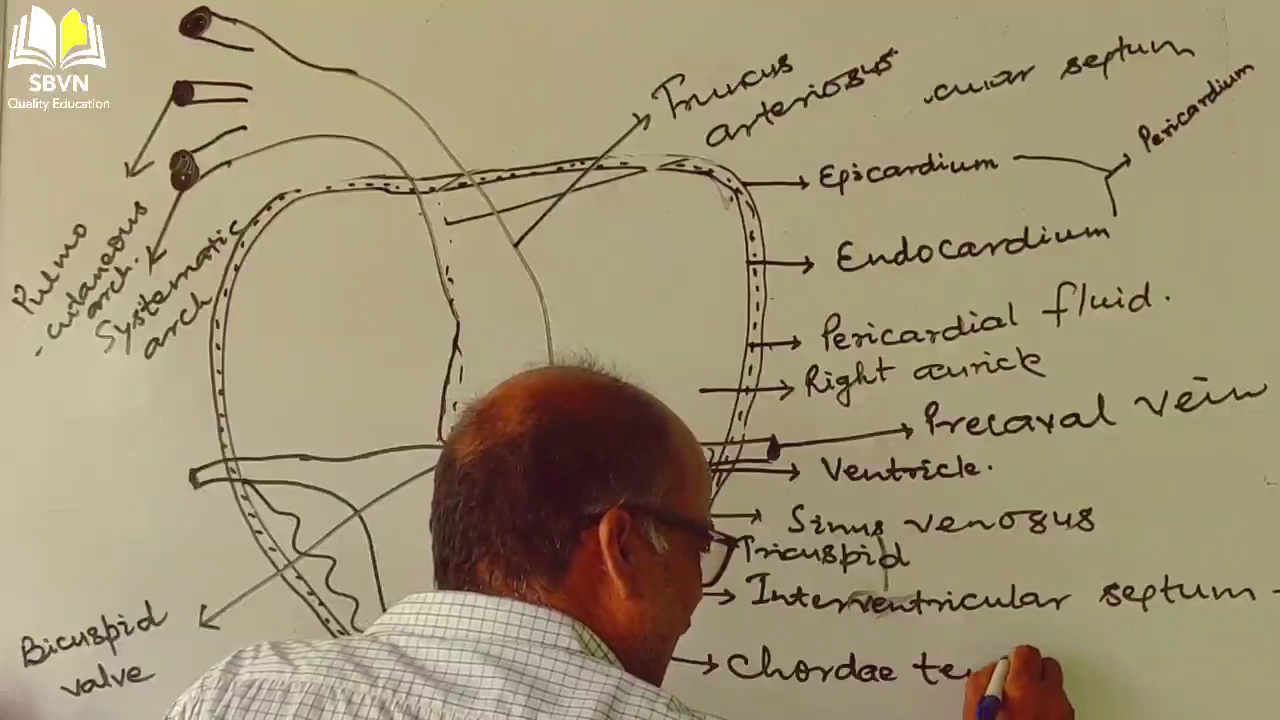 SBVN
Quality Education
Truncus
arteriosus
.cular septum
Pericardium
Epicardium
Endocardium
Pericardial fluid.
Right auricle
Precaval vein
Ventricle.
Sinus venosus
Tricuspid
Interventricular septum -
Chordae te
Pulmo
- cutaneous
arch.
Systematic
arch
Bicuspid
valve